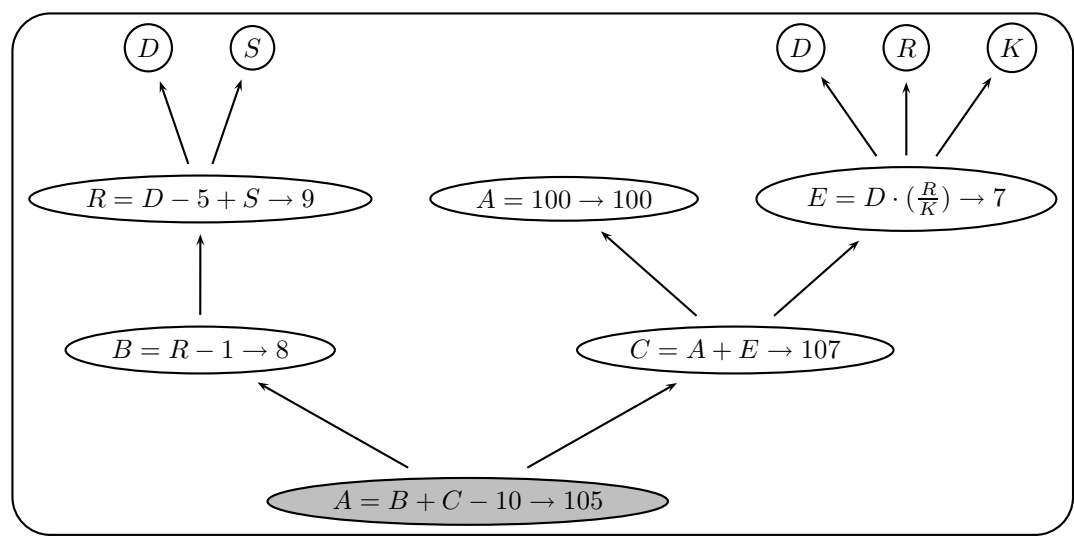 D S D R K
R = D − 5 + S → 9 A = 100 → 100 E = D · (R/K) → 7
B = R − 1 → 8 C = A + E → 107
A = B + C − 10 → 105